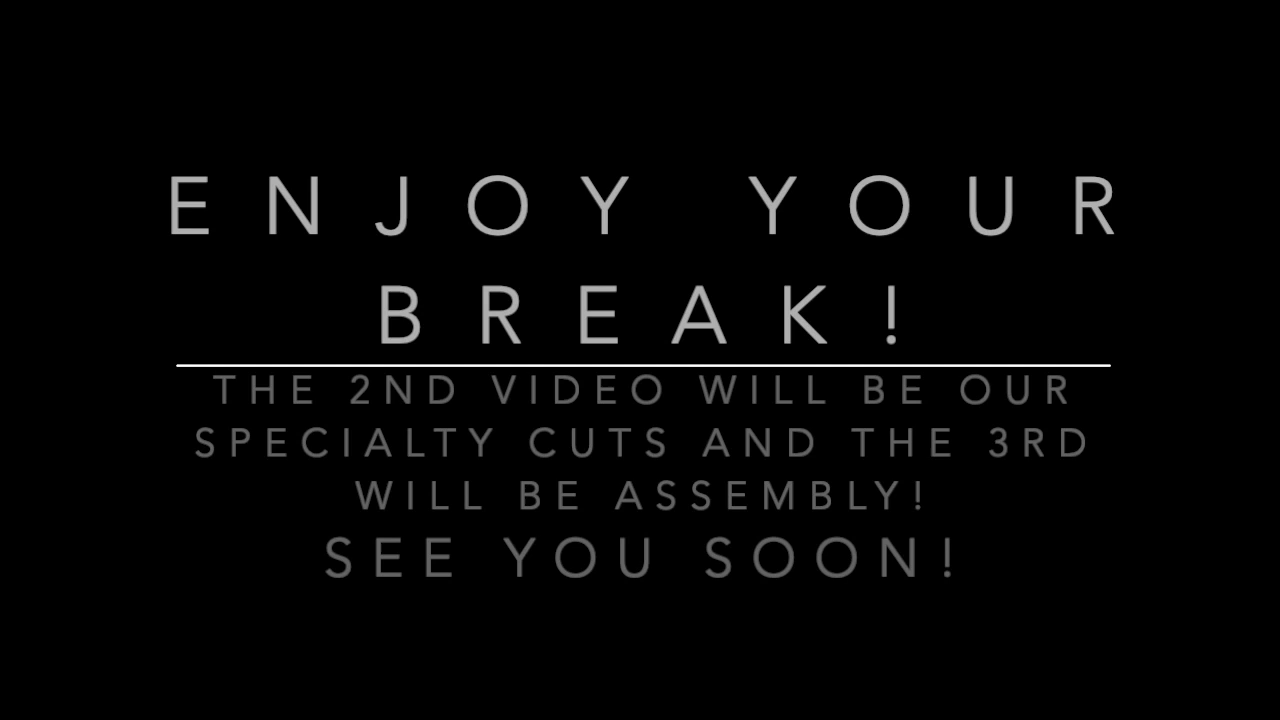 ENJOY YOUR
BREAK!
THE 2ND VIDEO WILL BE OUR
SPECIALTY CUTS AND THE 3RD
WILL BE ASSEMBLY!
SEE YOU SOON!